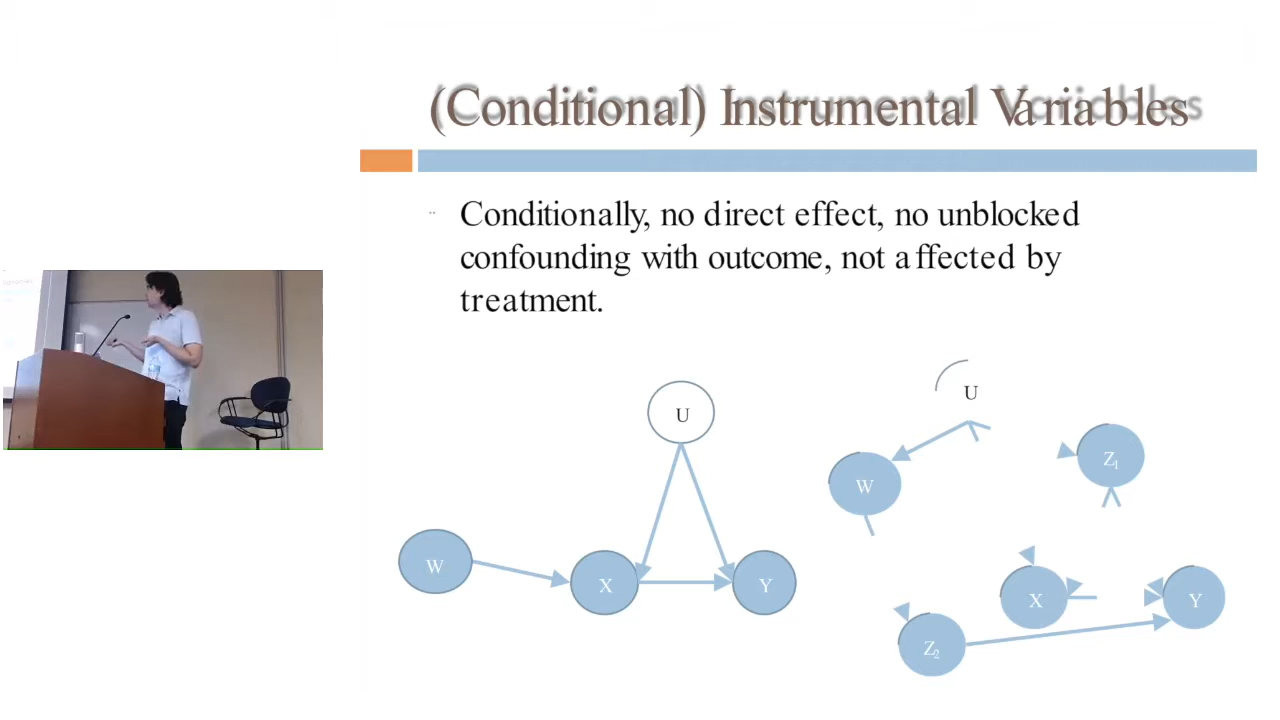 (Conditional) Instrumental Variables
Conditionally, no direct effect, no unblocked
confounding with outcome, not affected by
treatment.
U
W
X
Y
U
W
Z1
X
Y
Z2